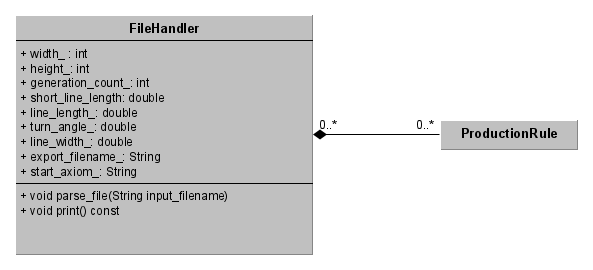 FileHandler
+ width_ : int
+ height_: int
+ generation_count_: int
+ short_line_length: double
+ line_length_: double
+ turn_angle_: double
+ line_width_: double
+ export_filename_: String
+ start_axiom_: String
+ void parse_file(String input_filename)
+ void print() const
0..*
0..*
ProductionRule